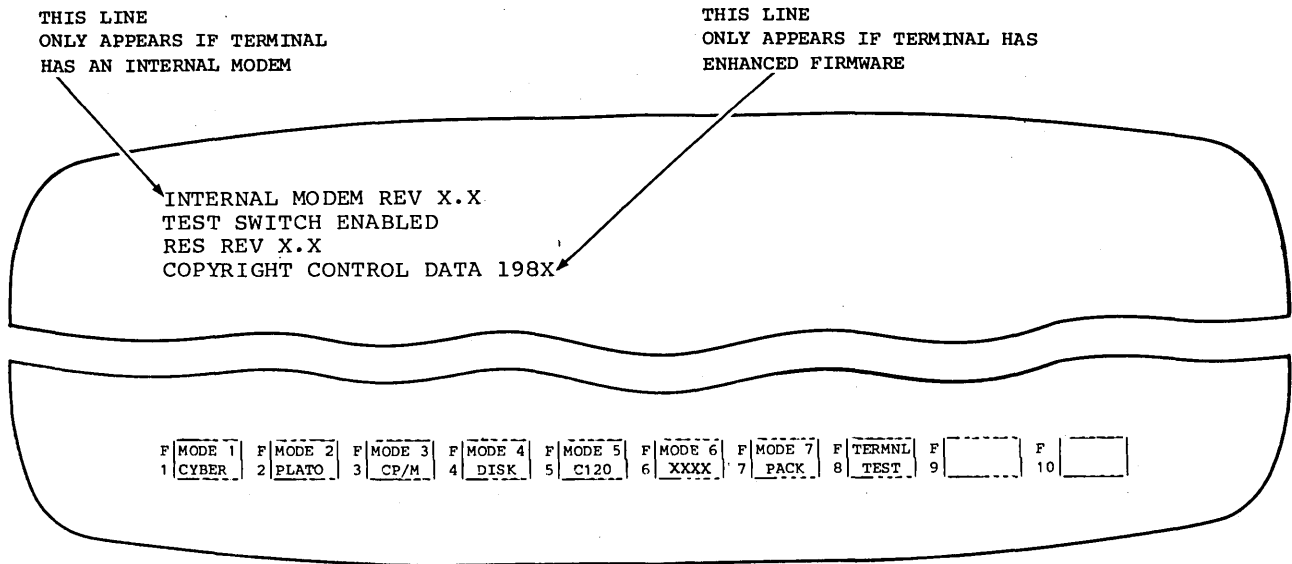 THIS LINE
ONLY APPEARS IF TERMINAL
HAS AN INTERNAL MODEM
THIS LINE
ONLY APPEARS IF TERMINAL HAS
ENHANCED FIRMWARE
INTERNAL MODEM REV X.X
TEST SWITCH ENABLED
RES REV X.X
COPYRIGHT CONTROL DATA 198X
F MODE 1 F MODE 2 F MODE 3 F MODE 4 F MODE 5 F MODE 6 F MODE 7 F TERMNL F F
1 CYBER 2 PLATO 3 CP/M 4 DISK 5 C120 6 XXXX 7 PACK 8 TEST 9 10